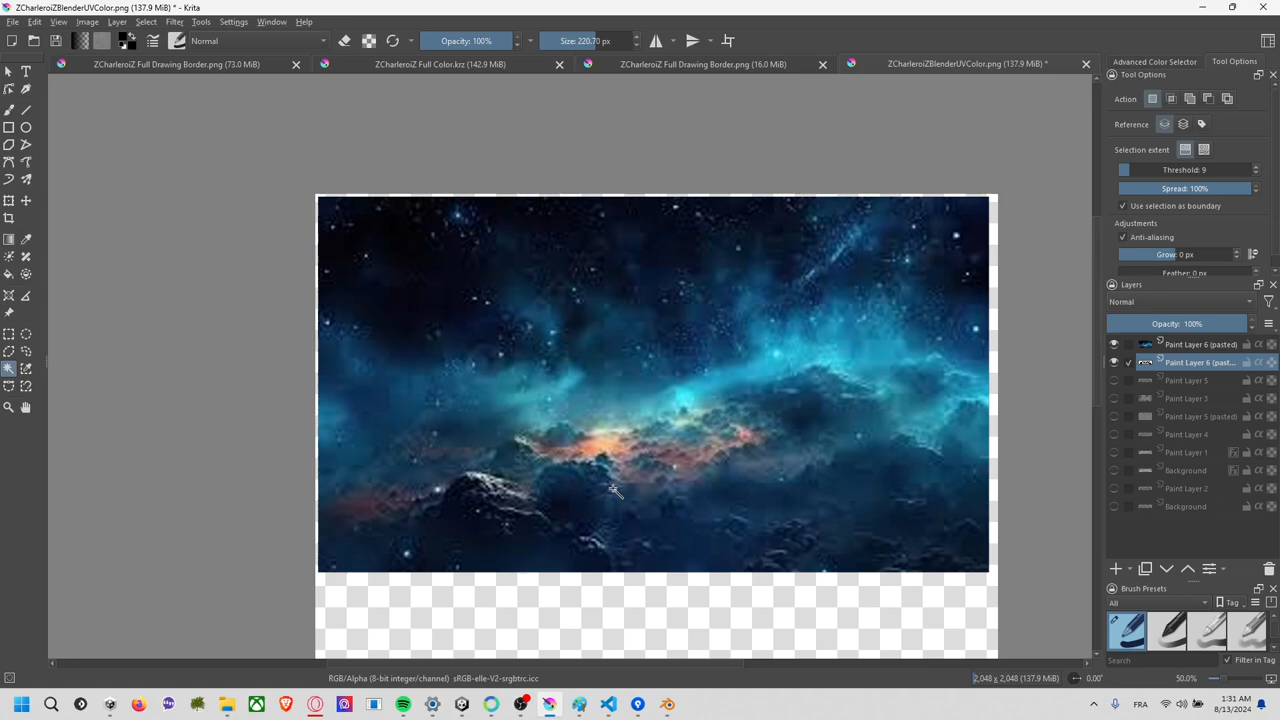 ZCharleroiZBlenderUVColor.png (137.9 MiB) * - Krita
File Edit View Image Layer Select Filter Tools Settings Window Help
Normal
Opacity: 100%
Size: 220.70 px
ZCharleroiZ Full Drawing Border.png (73.0 MiB)
ZCharleroiZ Full Color.krz (142.9 MiB)
ZCharleroiZ Full Drawing Border.png (16.0 MiB)
ZCharleroiZBlenderUVColor.png (137.9 MiB) *
Advanced Color Selector
Tool Options
Tool Options
Action
Reference
Selection extent
Threshold: 9
Spread: 100%
Use selection as boundary
Adjustments
Anti-aliasing
Grow: 0 px
Feather: 0 px
Layers
Normal
Opacity: 100%
Paint Layer 6 (pasted)
Paint Layer 6 (past...
Paint Layer 5
Paint Layer 3
Paint Layer 5 (pasted)
Paint Layer 4
Paint Layer 1
Background
Paint Layer 2
Background
Brush Presets
All
Tag
Search
Filter in Tag
RGB/Alpha (8-bit integer/channel) sRGB-elle-V2-srgbtrc.icc
2,048 x 2,048 (137.9 MiB)
0.00°
50.0%
FR
1:31 AM
8/13/2024